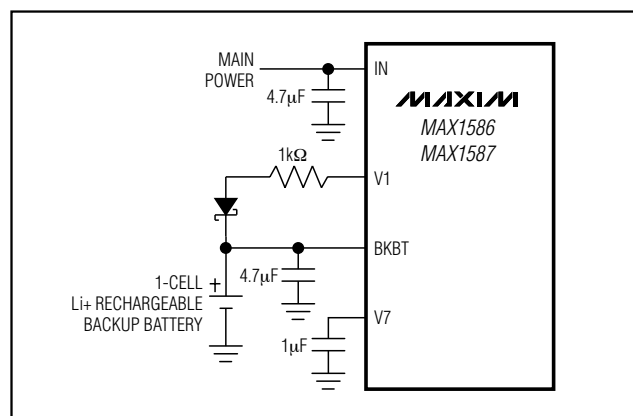 MAIN
POWER
IN
4.7μF
MAXIM
MAX1586
MAX1587
1kΩ
V1
BKBT
1-CELL +
Li+ RECHARGEABLE
BACKUP BATTERY
4.7μF
V7
1μF